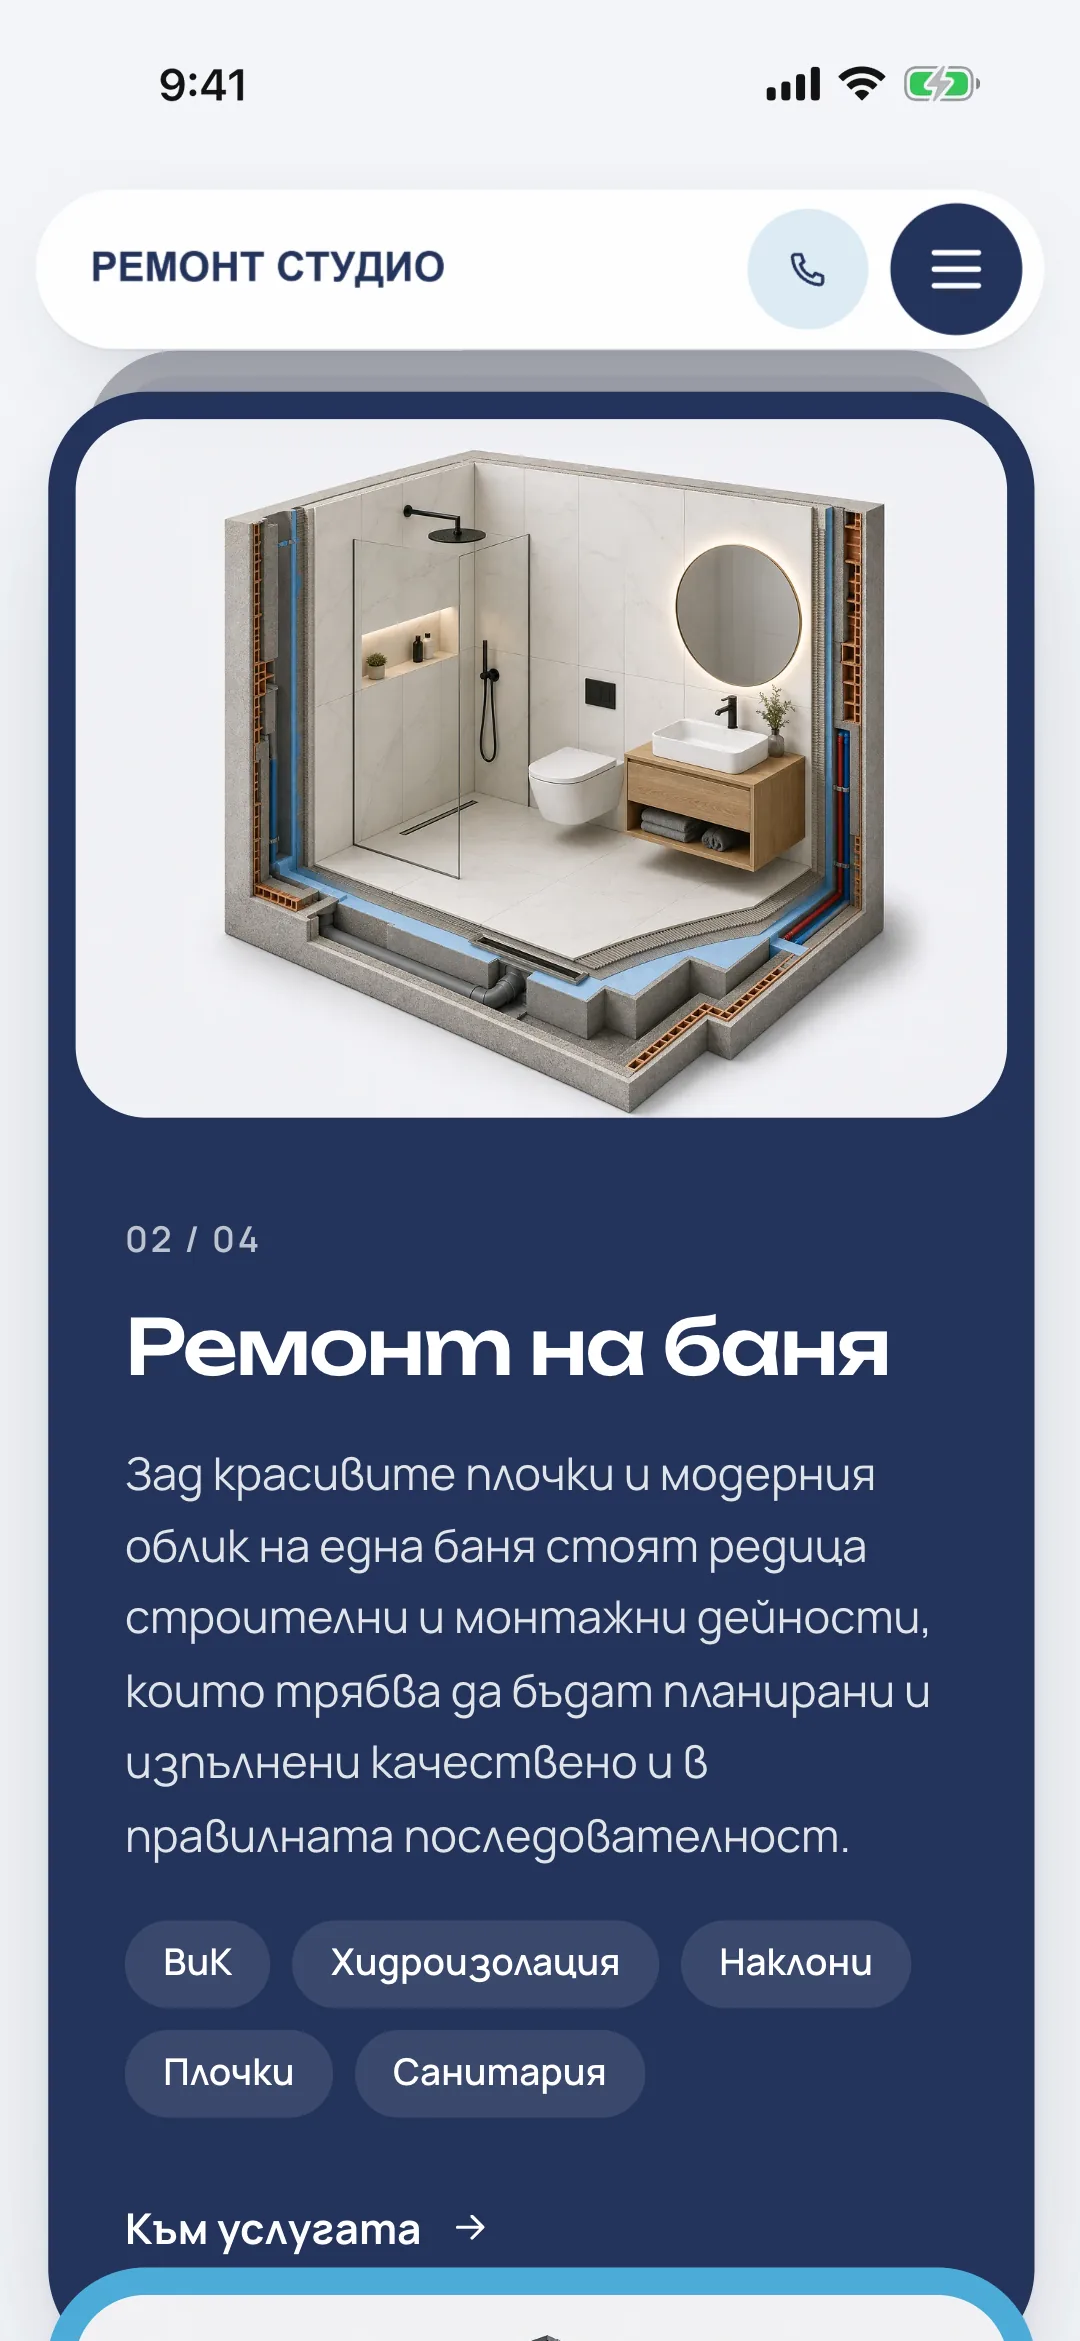 9:41
РЕМОНТ СТУДИО
02 / 04
Ремонт на баня
Зад красивите плочки и модерния
облик на една баня стоят редица
строителни и монтажни дейности,
които трябва да бъдат планирани и
изпълнени качествено и в
правилната последователност.
ВиК
Хидроизолация
Наклони
Плочки
Санитария
Към услугата →